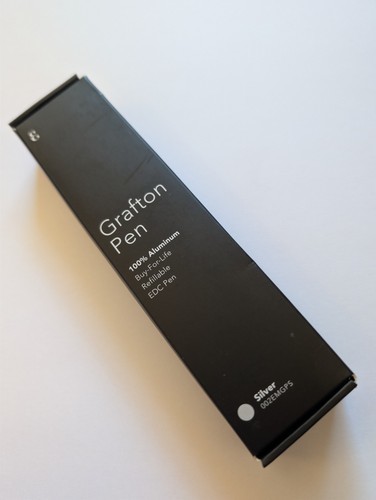 Grafton
Pen
100% Aluminum
Buy-For-Life
Refillable
EDC Pen
Silver
002EMGPS